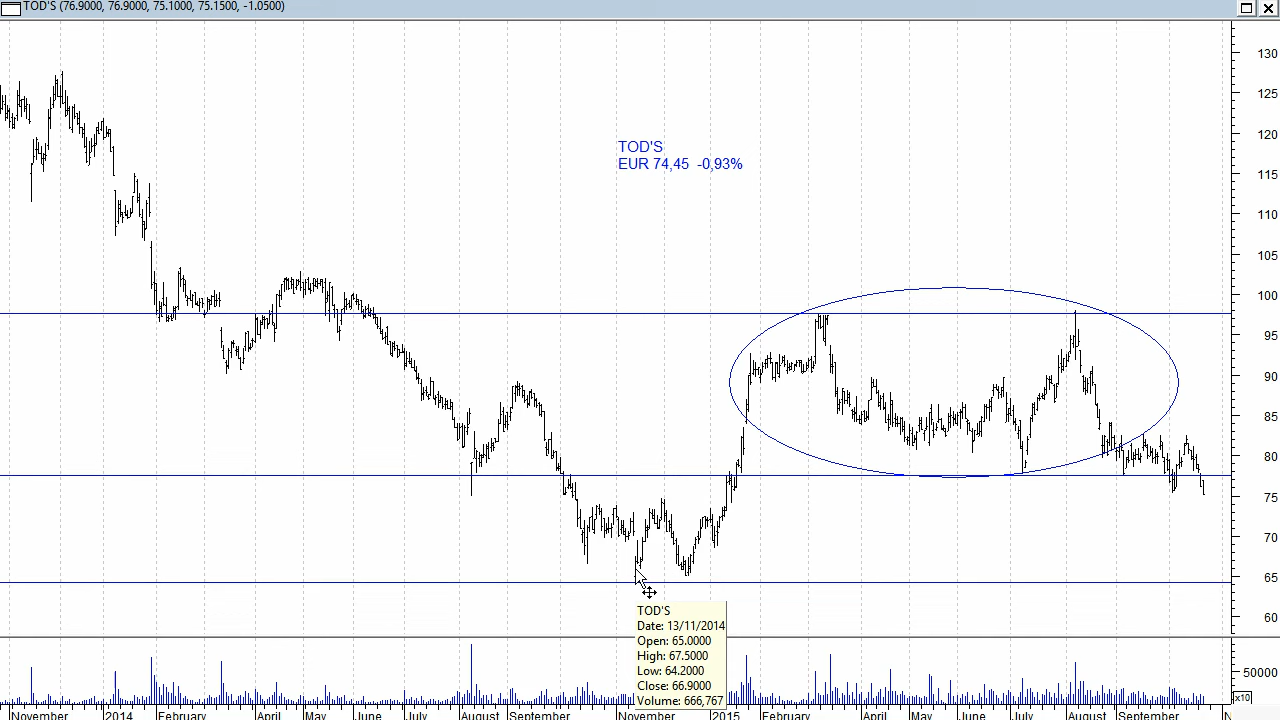 TOD'S (76.9000, 76.9000, 75.1000, 75.1500, -1.0500)
130
125
120
115
110
105
100
95
90
85
80
75
70
65
60
50000
x10
TOD'S
EUR 74,45 -0,93%
TOD'S
Date: 13/11/2014
Open: 65.0000
High: 67.5000
Low: 64.2000
Close: 66.9000
Volume: 666,767
November 2014 February April May June July August September November 2015 February April May June July August September N